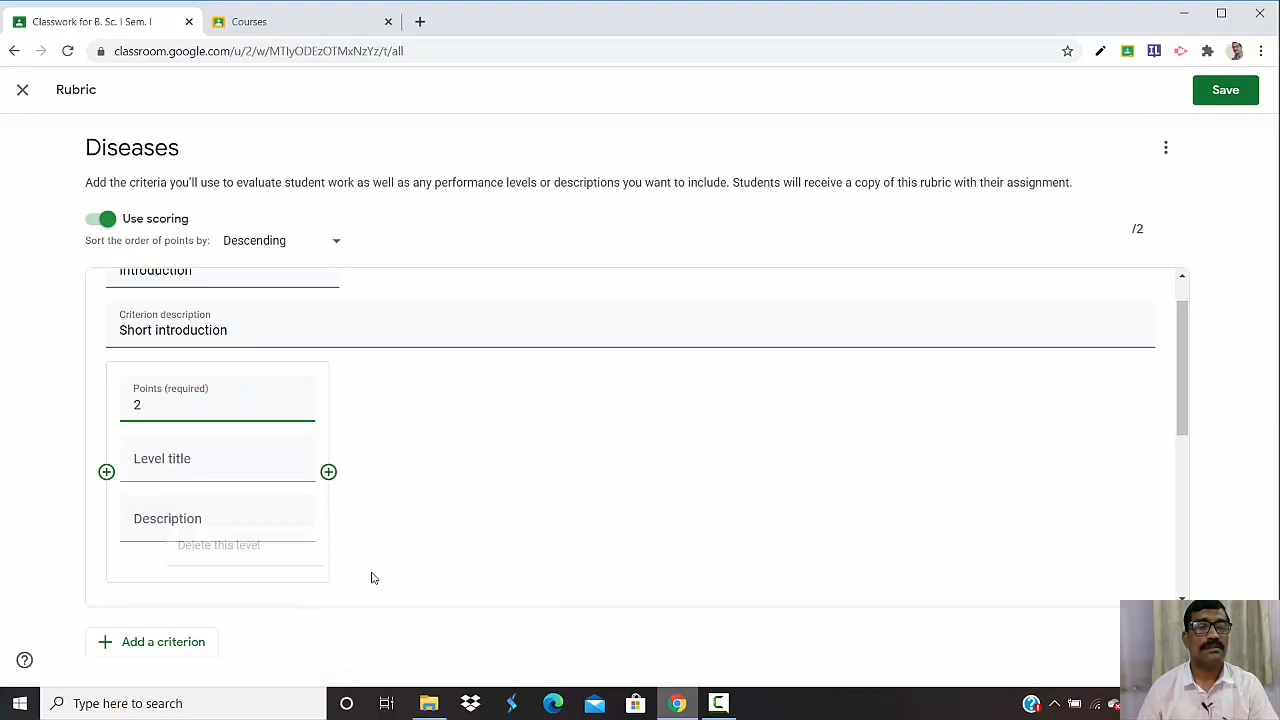 Classwork for B. Sc. I Sem. I
Courses
classroom.google.com/u/2/w/MTIyODEzOTMxNzYz/t/all
IL
Rubric
Save
Diseases
Add the criteria you'll use to evaluate student work as well as any performance levels or descriptions you want to include. Students will receive a copy of this rubric with their assignment.
Use scoring
/2
Sort the order of points by: Descending
Introduction
Criterion description
Short introduction
Points (required)
2
Level title
Description
Delete this level
Add a criterion
Type here to search